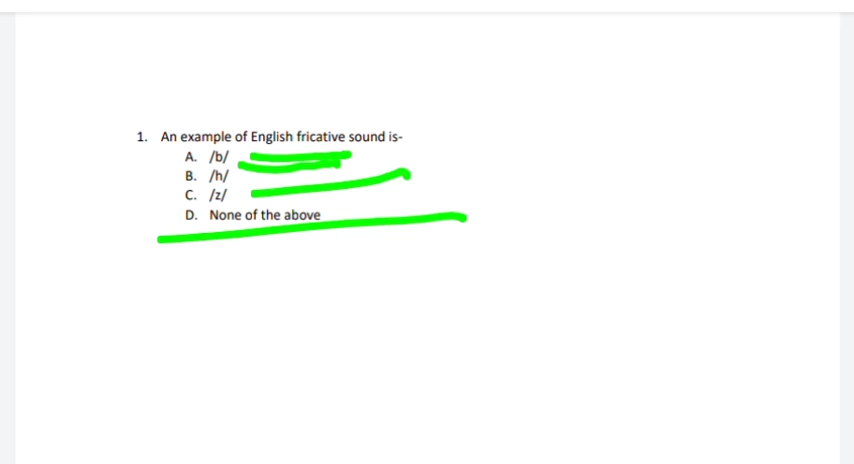 1. An example of English fricative sound is-
A. /b/
B. /h/
C. /z/
D. None of the above